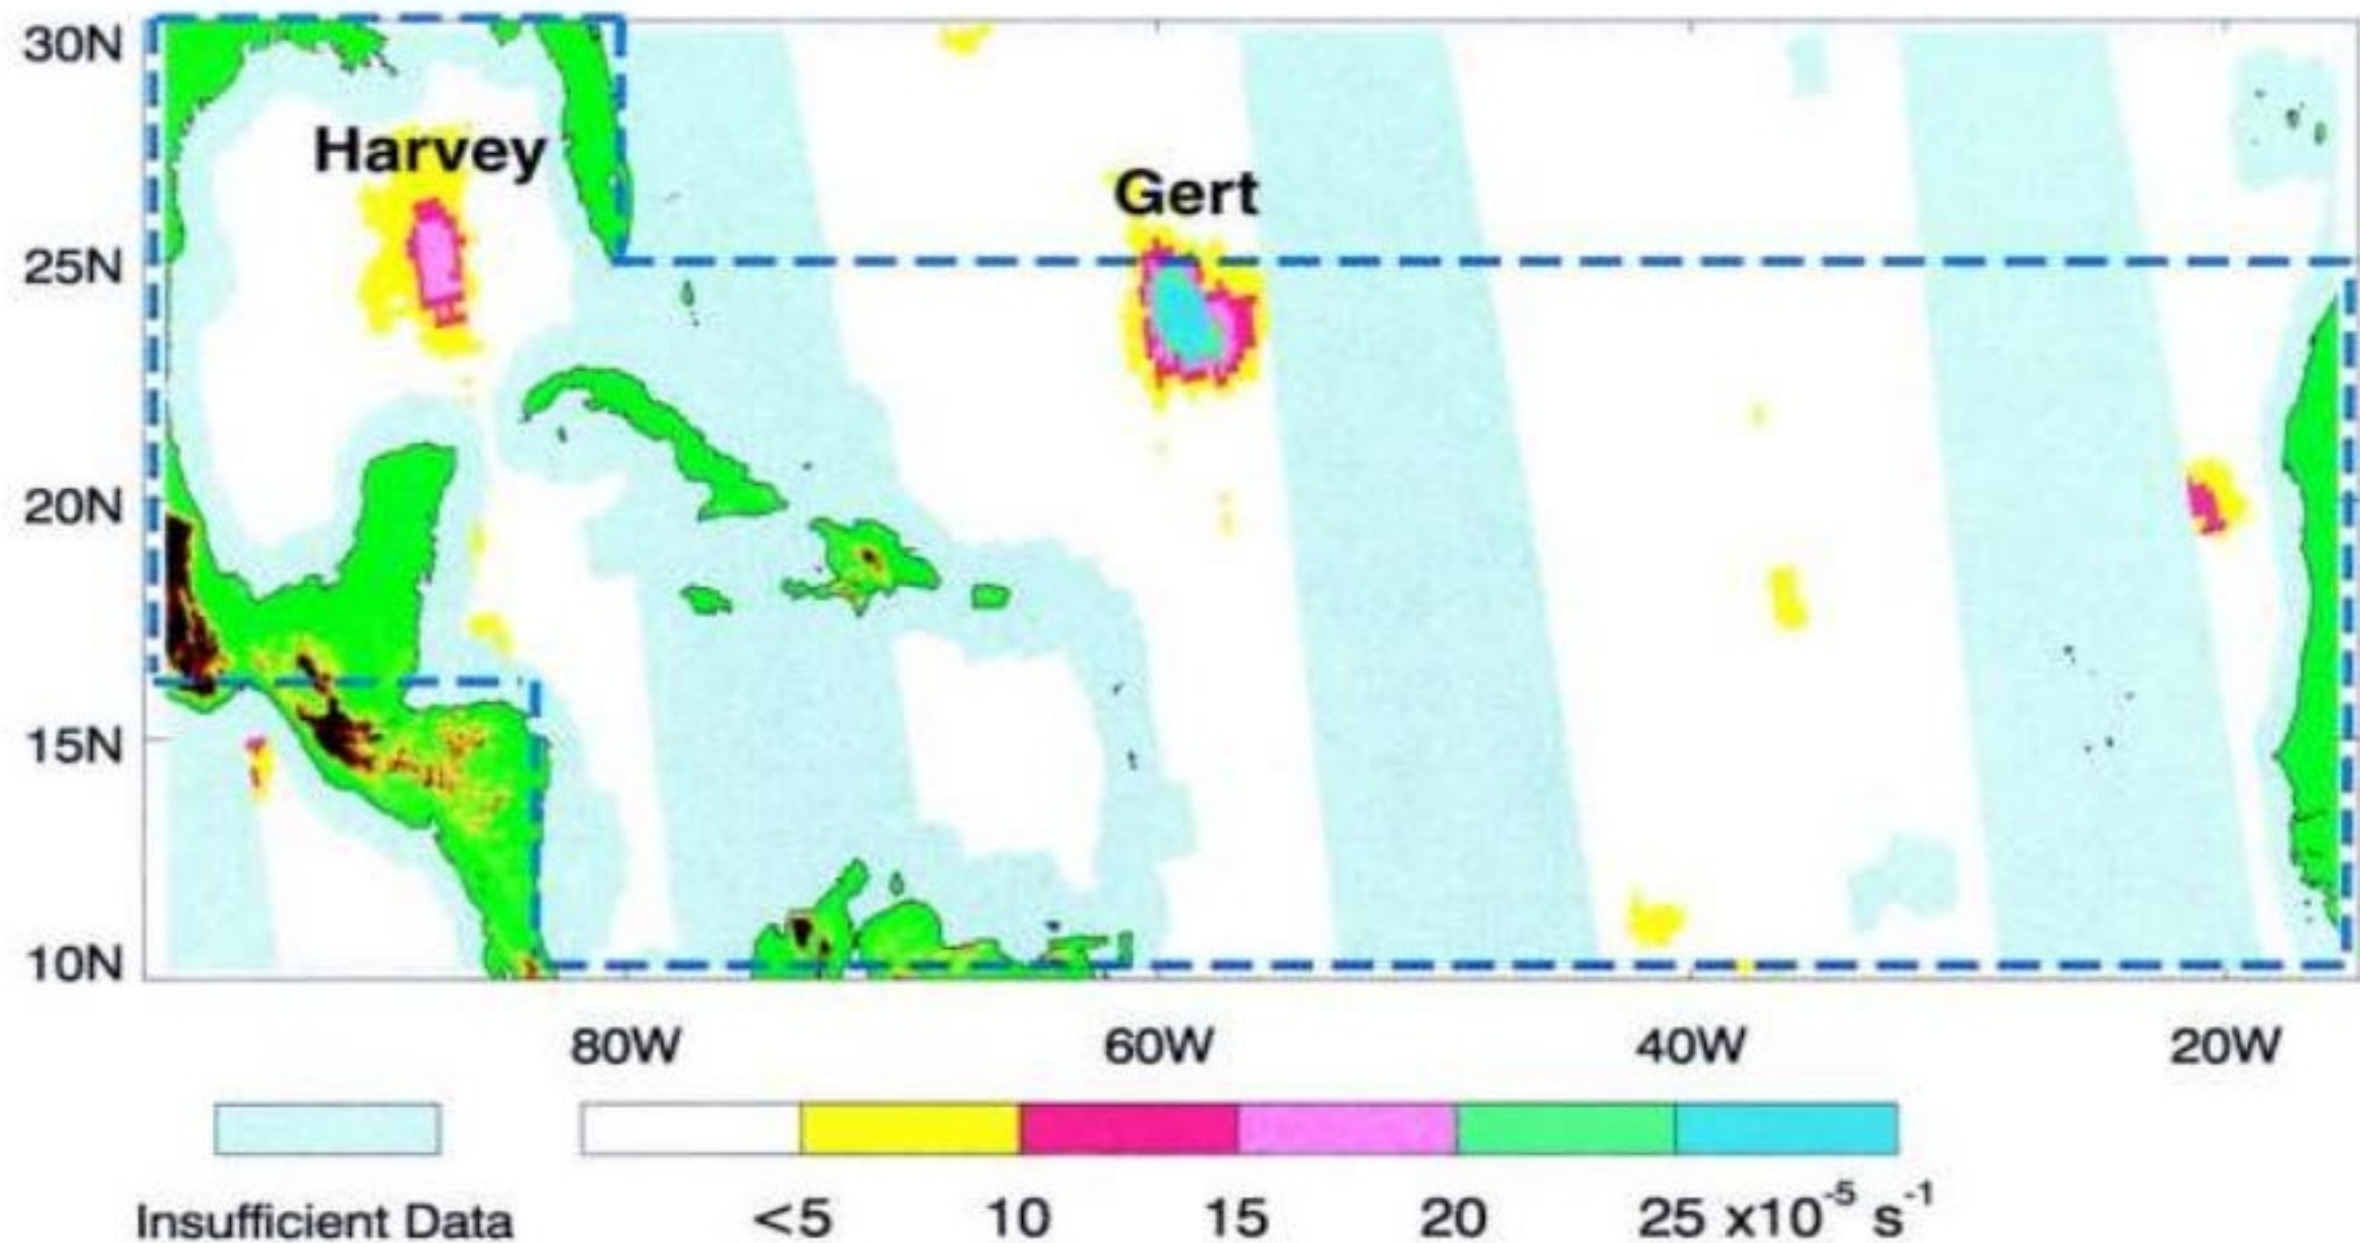 30N
Harvey
Gert
25N
20N
15N
10N
80W 60W 40W 20W
Insufficient Data <5 10 15 20 25 x10⁻⁵ s⁻¹